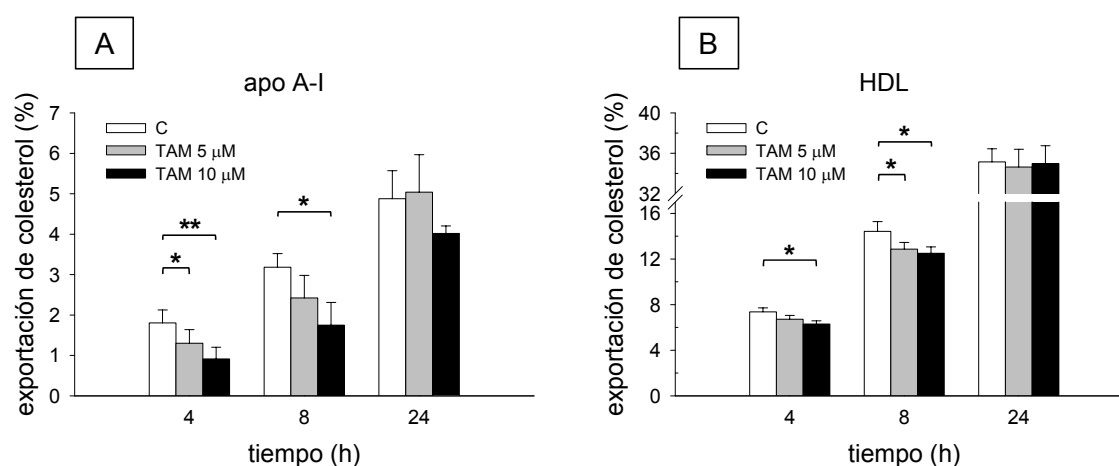 A
apo A-I
exportación de colesterol (%)
7
6
5
4
3
2
1
0
C
TAM 5 μM
TAM 10 μM
*
**
*
4
8
24
tiempo (h)
B
HDL
exportación de colesterol (%)
40
36
32
16
12
8
4
0
C
TAM 5 μM
TAM 10 μM
*
*
*
4
8
24
tiempo (h)